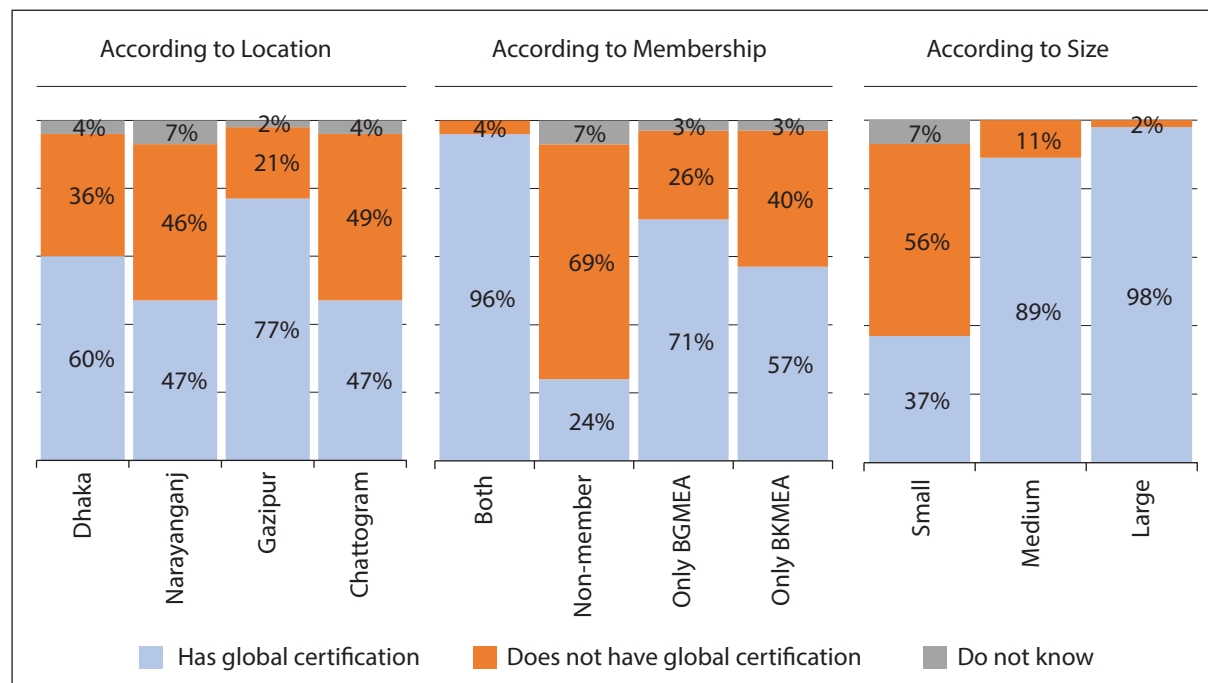 According to Location
According to Membership
According to Size
4%
7%
2%
4%
36%
46%
21%
49%
60%
47%
77%
47%
4%
7%
3%
3%
69%
26%
40%
96%
24%
71%
57%
7%
11%
2%
56%
37%
89%
98%
Dhaka
Narayanganj
Gazipur
Chattogram
Both
Non-member
Only BGMEA
Only BKMEA
Small
Medium
Large
Has global certification
Does not have global certification
Do not know